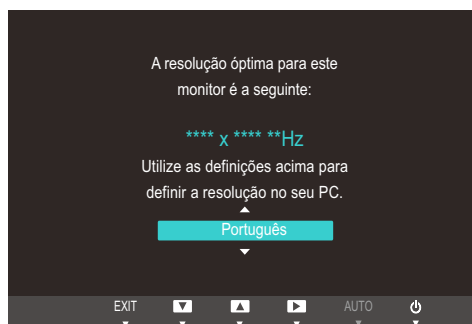 A resolução óptima para este
monitor é a seguinte:
**** x **** **Hz
Utilize as definições acima para
definir a resolução no seu PC.
Português
EXIT AUTO